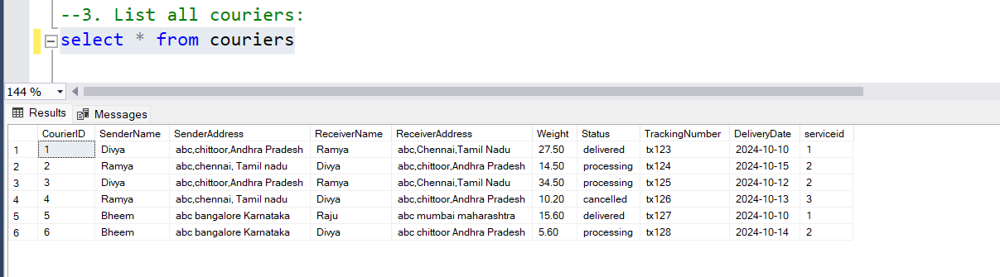 --3. List all couriers:
select * from couriers
144 %
Results Messages
CourierID SenderName SenderAddress ReceiverName ReceiverAddress Weight Status TrackingNumber DeliveryDate serviceid
1 1 Divya abc,chittoor,Andhra Pradesh Ramya abc,Chennai,Tamil Nadu 27.50 delivered tx123 2024-10-10 1
2 2 Ramya abc,chennai, Tamil nadu Divya abc,chittoor,Andhra Pradesh 14.50 processing tx124 2024-10-15 2
3 3 Divya abc,chittoor,Andhra Pradesh Ramya abc,Chennai,Tamil Nadu 34.50 processing tx125 2024-10-12 2
4 4 Ramya abc,chennai, Tamil nadu Divya abc,chittoor,Andhra Pradesh 10.20 cancelled tx126 2024-10-13 3
5 5 Bheem abc bangalore Karnataka Raju abc mumbai maharashtra 15.60 delivered tx127 2024-10-10 1
6 6 Bheem abc bangalore Karnataka Divya abc chittoor Andhra Pradesh 5.60 processing tx128 2024-10-14 2